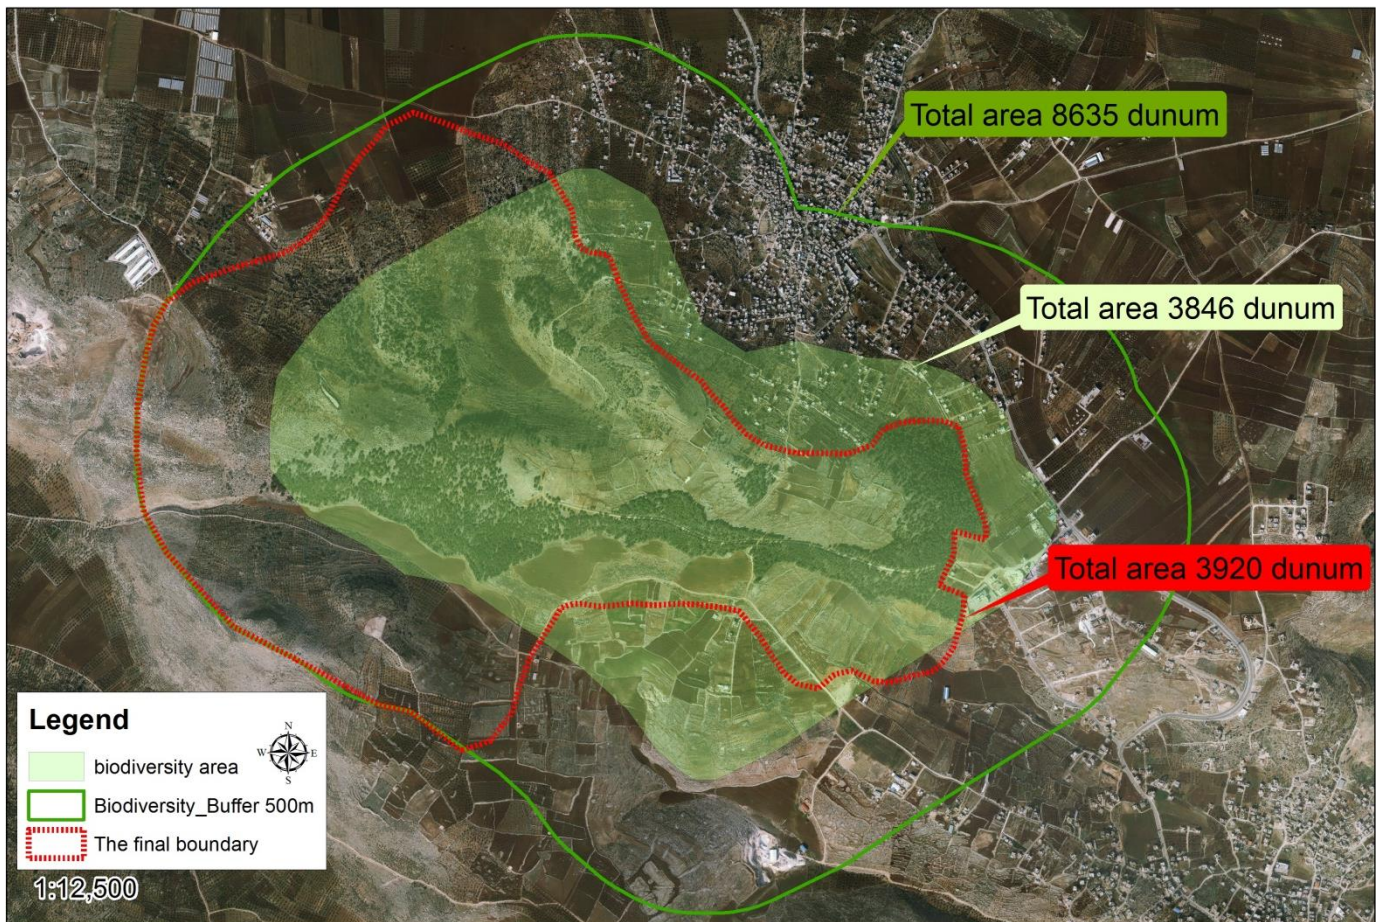 Total area 8635 dunum
Total area 3846 dunum
Total area 3920 dunum
Legend
N
W E
S
biodiversity area
Biodiversity_Buffer 500m
The final boundary
1:12,500